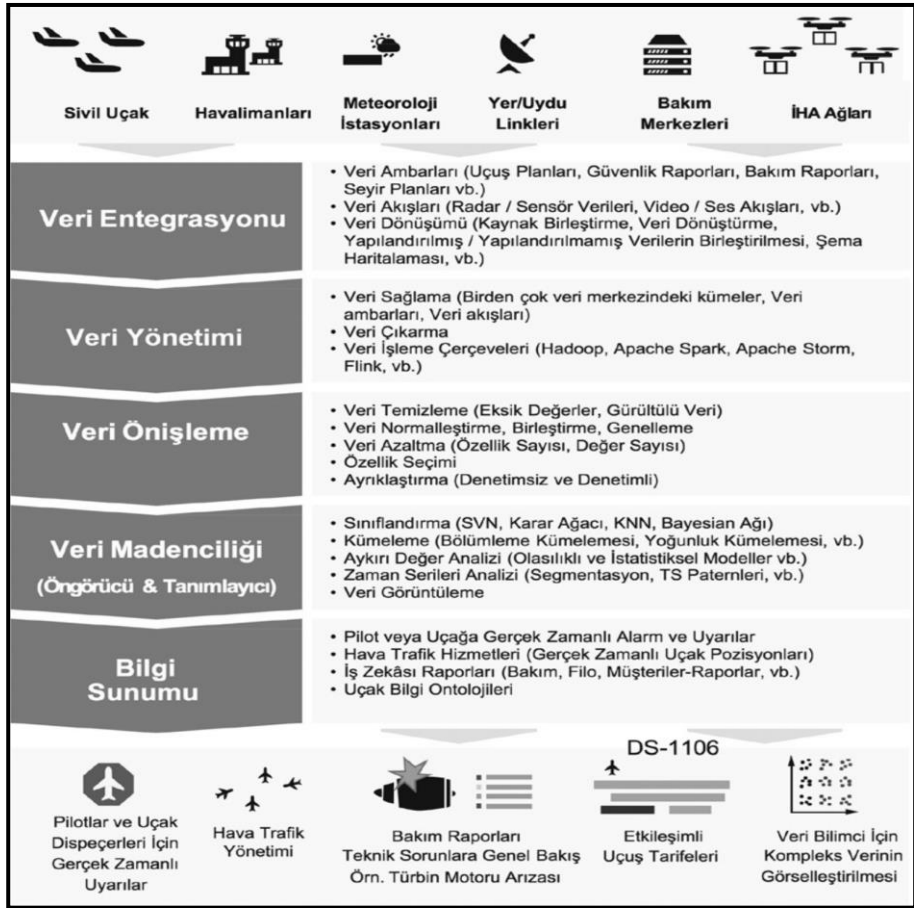 Sivil Uçak
Havalimanları
Meteoroloji
İstasyonları
Yer/Uydu
Linkleri
Bakım
Merkezleri
İHA Ağları
Veri Entegrasyonu
• Veri Ambarları (Uçuş Planları, Güvenlik Raporları, Bakım Raporları,
Seyir Planları vb.)
• Veri Akışları (Radar / Sensör Verileri, Video / Ses Akışları, vb.)
• Veri Dönüşümü (Kaynak Birleştirme, Veri Dönüştürme,
Yapılandırılmış / Yapılandırılmamış Verilerin Birleştirilmesi, Şema
Haritalaması, vb.)
Veri Yönetimi
• Veri Sağlama (Birden çok veri merkezindeki kümeler, Veri
ambarları, Veri akışları)
• Veri Çıkarma
• Veri İşleme Çerçeveleri (Hadoop, Apache Spark, Apache Storm,
Flink, vb.)
Veri Önişleme
• Veri Temizleme (Eksik Değerler, Gürültülü Veri)
• Veri Normalleştirme, Birleştirme, Genelleme
• Veri Azaltma (Özellik Sayısı, Değer Sayısı)
• Özellik Seçimi
• Ayrıklaştırma (Denetimsiz ve Denetimli)
Veri Madenciliği
(Öngörücü & Tanımlayıcı)
• Sınıflandırma (SVN, Karar Ağacı, KNN, Bayesian Ağı)
• Kümeleme (Bölümleme Kümelemesi, Yoğunluk Kümelemesi, vb.)
• Aykırı Değer Analizi (Olasılıklı ve İstatistiksel Modeller vb.)
• Zaman Serileri Analizi (Segmentasyon, TS Paternleri, vb.)
• Veri Görüntüleme
Bilgi
Sunumu
• Pilot veya Uçağa Gerçek Zamanlı Alarm ve Uyarılar
• Hava Trafik Hizmetleri (Gerçek Zamanlı Uçak Pozisyonları)
• İş Zekâsı Raporları (Bakım, Filo, Müşteriler-Raporlar, vb.)
• Uçak Bilgi Ontolojileri
Pilotlar ve Uçak
Dispeçerleri İçin
Gerçek Zamanlı
Uyarılar
Hava Trafik
Yönetimi
Bakım Raporları
Teknik Sorunlara Genel Bakış
Örn. Türbin Motoru Arızası
DS-1106
Etkileşimli
Uçuş Tarifeleri
Veri Bilimci İçin
Kompleks Verinin
Görselleştirilmesi